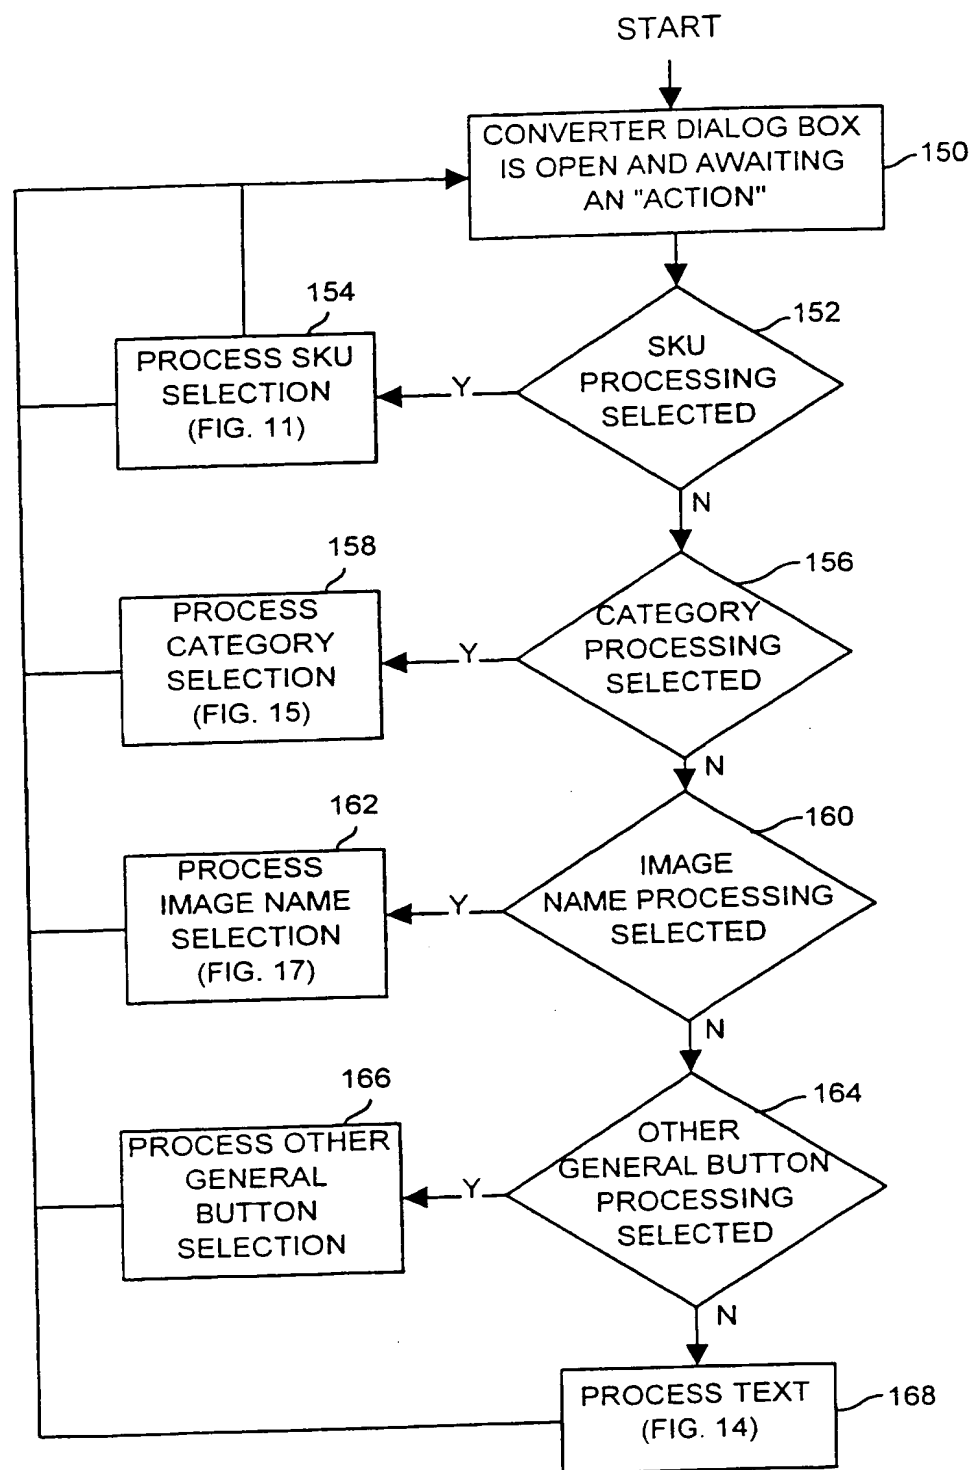 START
CONVERTER DIALOG BOX
IS OPEN AND AWAITING
AN "ACTION"
150
152
SKU
PROCESSING
SELECTED
Y
154
PROCESS SKU
SELECTION
(FIG. 11)
N
156
CATEGORY
PROCESSING
SELECTED
Y
158
PROCESS
CATEGORY
SELECTION
(FIG. 15)
N
160
IMAGE
NAME PROCESSING
SELECTED
Y
162
PROCESS
IMAGE NAME
SELECTION
(FIG. 17)
N
164
OTHER
GENERAL BUTTON
PROCESSING
SELECTED
Y
166
PROCESS OTHER
GENERAL
BUTTON
SELECTION
N
PROCESS TEXT
(FIG. 14)
168